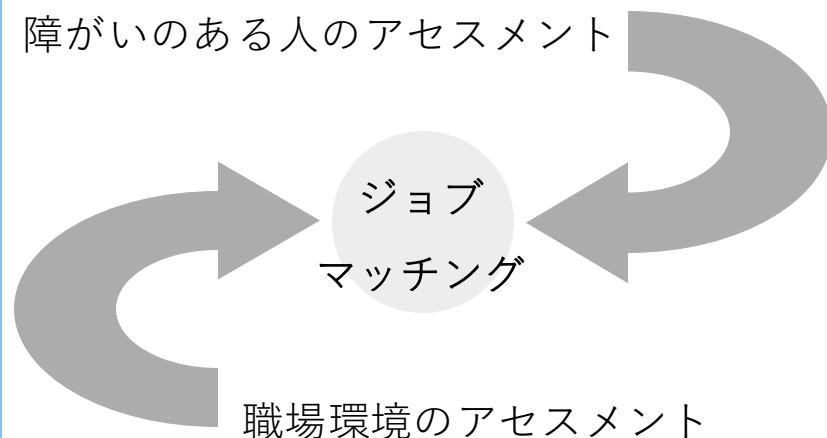 障がいのある人のアセスメント
ジョブ
マッチング
職場環境のアセスメント